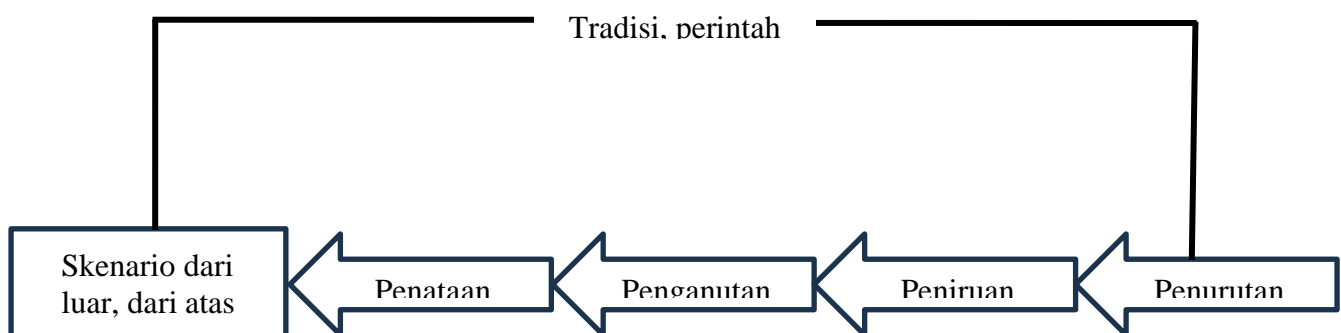 Tradisi, perintah
Skenario dari
luar, dari atas
Penataan
Penganutan
Peniruan
Penurutan